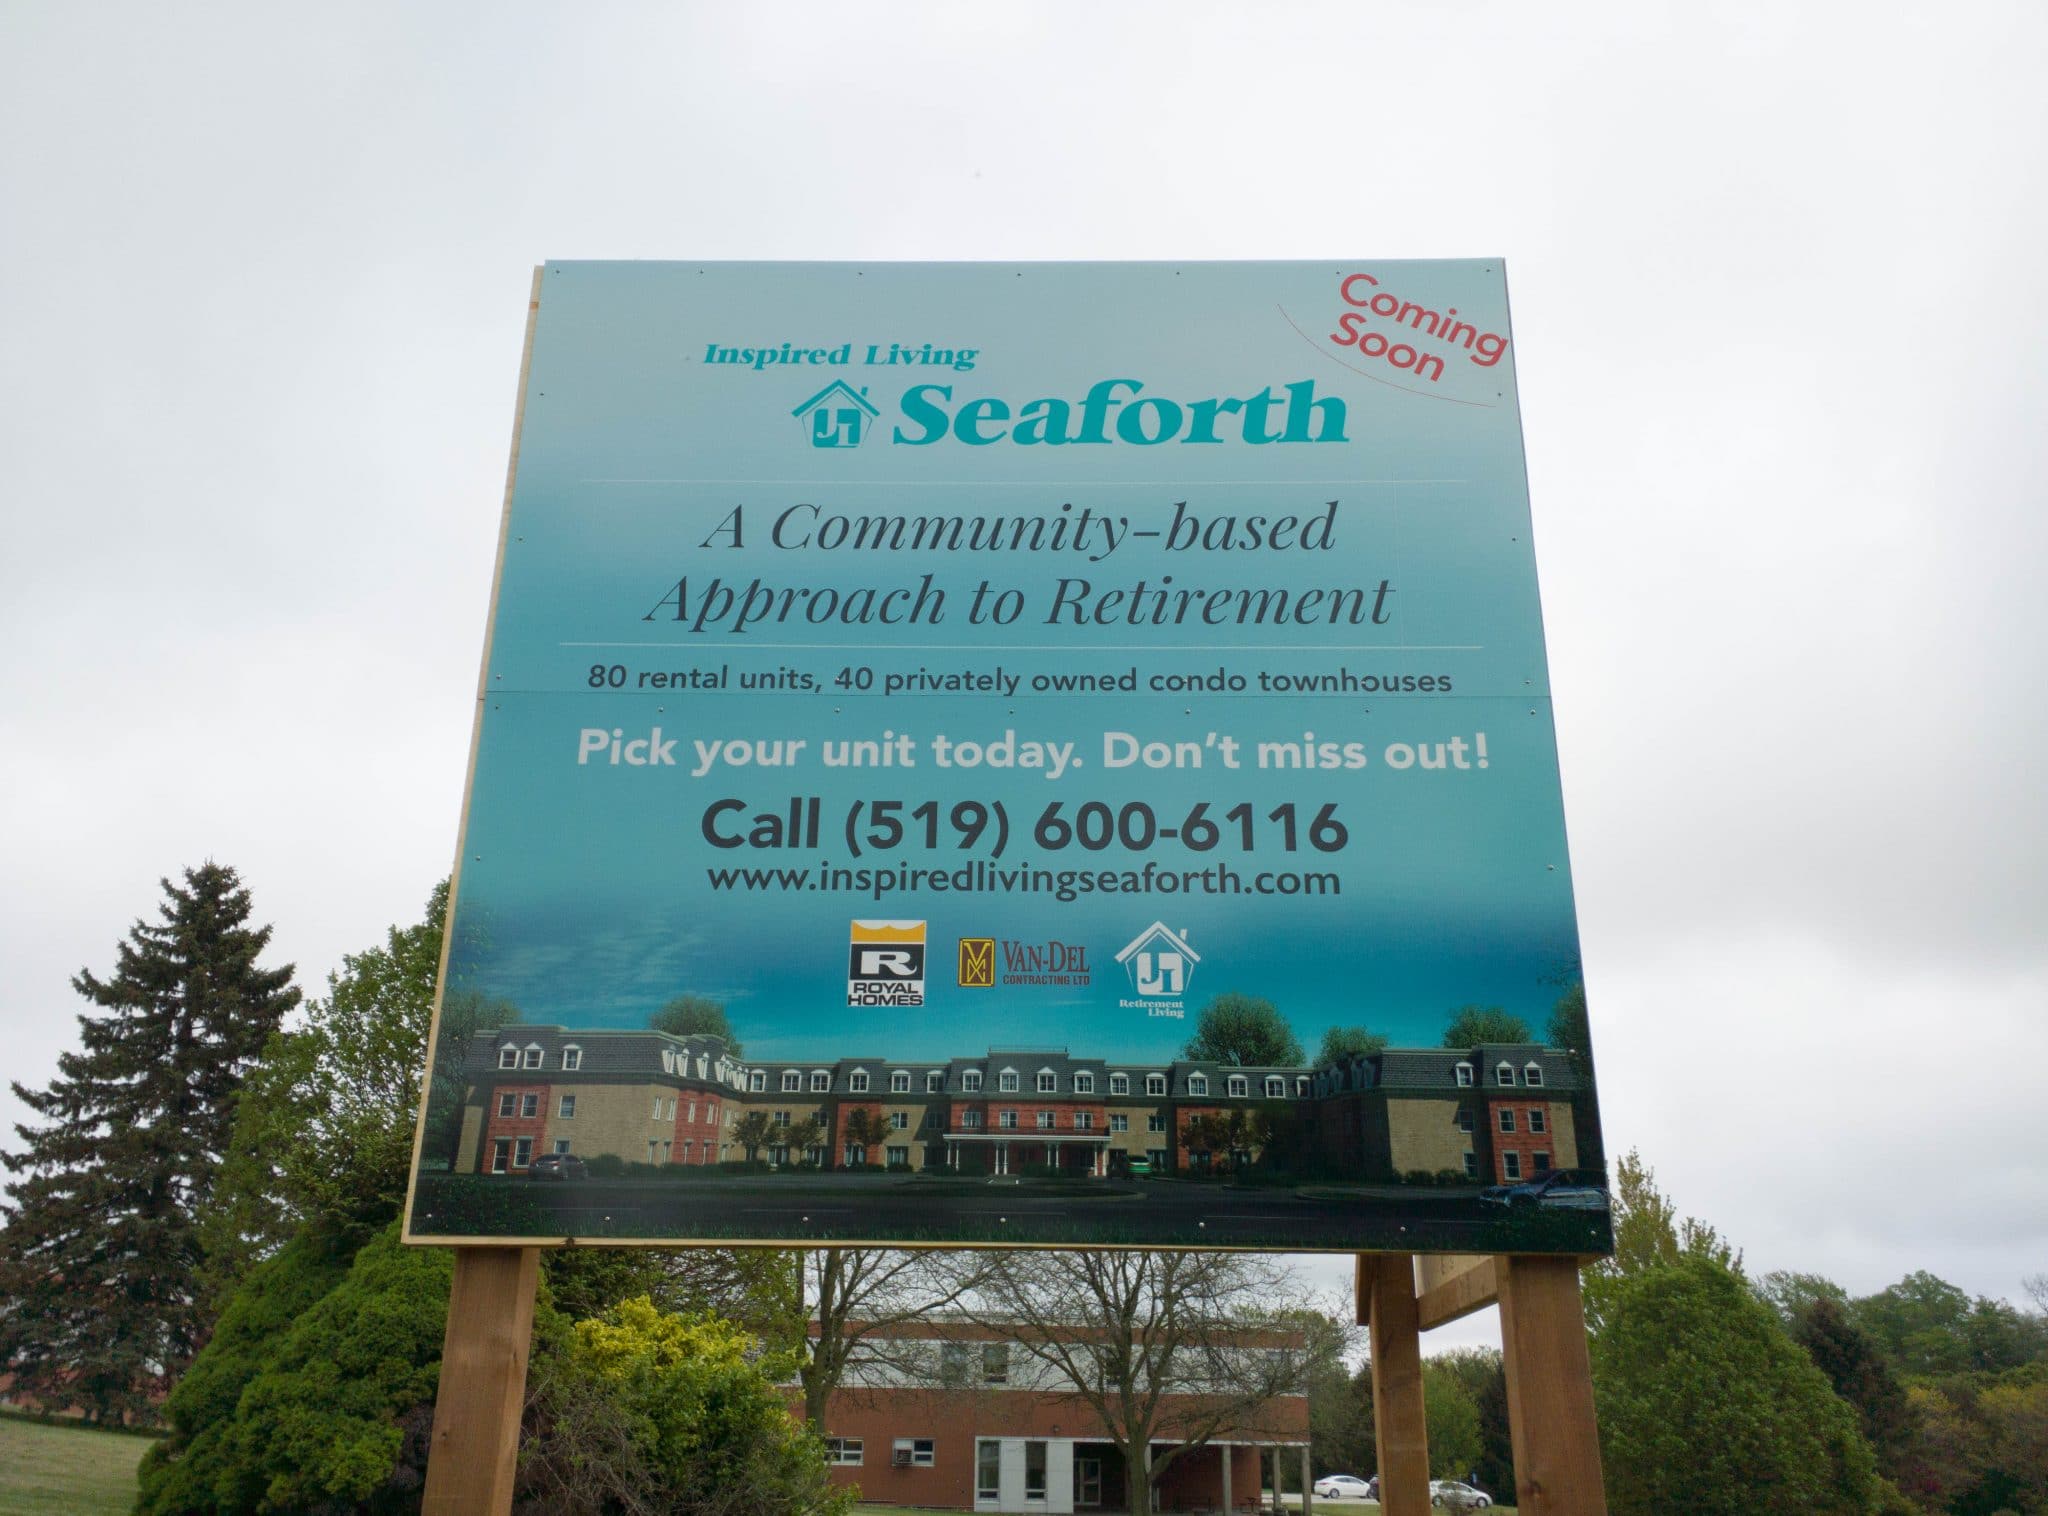 Coming
Soon
Inspired Living
Seaforth
A Community-based
Approach to Retirement
80 rental units, 40 privately owned condo townhouses
Pick your unit today. Don't miss out!
Call (519) 600-6116
www.inspiredlivingseaforth.com
R
ROYAL
HOMES
VAN-DEL
CONTRACTING LTD
Retirement
Living